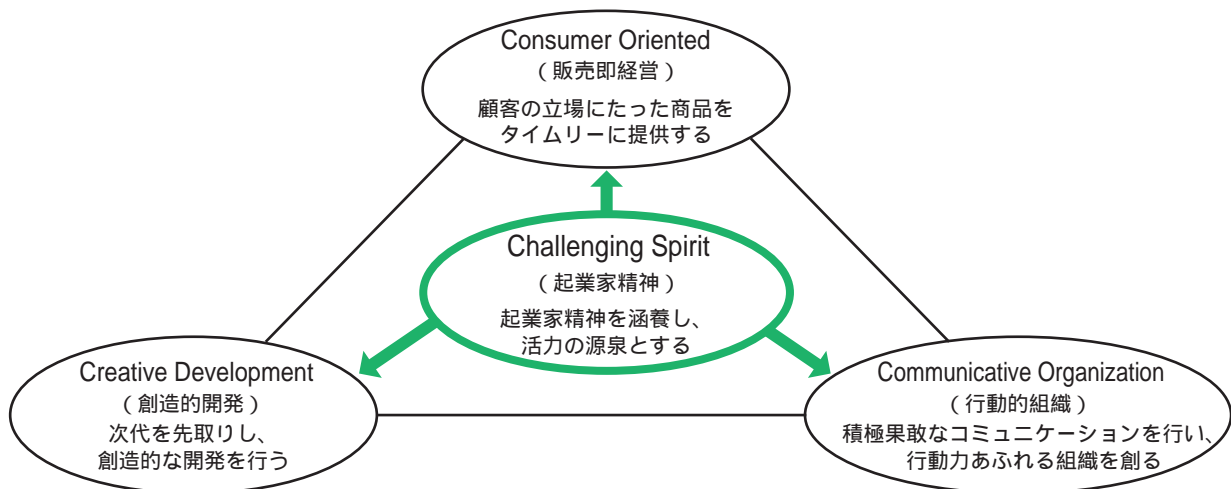 Consumer Oriented
（販売即経営）
顧客の立場にたった商品を
タイムリーに提供する
Challenging Spirit
（起業家精神）
起業家精神を涵養し、
活力の源泉とする
Creative Development
（創造的開発）
次代を先取りし、
創造的な開発を行う
Communicative Organization
（行動的組織）
積極果敢なコミュニケーションを行い、
行動力あふれる組織を創る